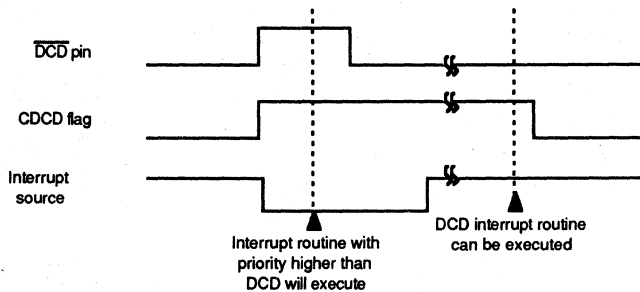 DCD pin
CDCD flag
Interrupt
source
Interrupt routine with
priority higher than
DCD will execute
DCD interrupt routine
can be executed